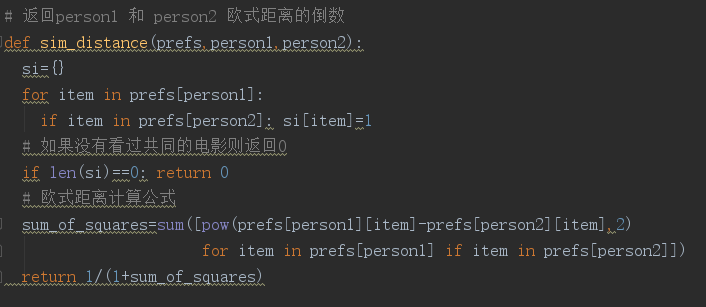 # 返回person1 和 person2 欧式距离的倒数
def sim_distance(prefs,person1,person2):
  si={}
  for item in prefs[person1]:
    if item in prefs[person2]: si[item]=1
  # 如果没有看过共同的电影则返回0
  if len(si)==0: return 0
  # 欧式距离计算公式
  sum_of_squares=sum([pow(prefs[person1][item]-prefs[person2][item],2)
                      for item in prefs[person1] if item in prefs[person2]])
  return 1/(1+sum_of_squares)